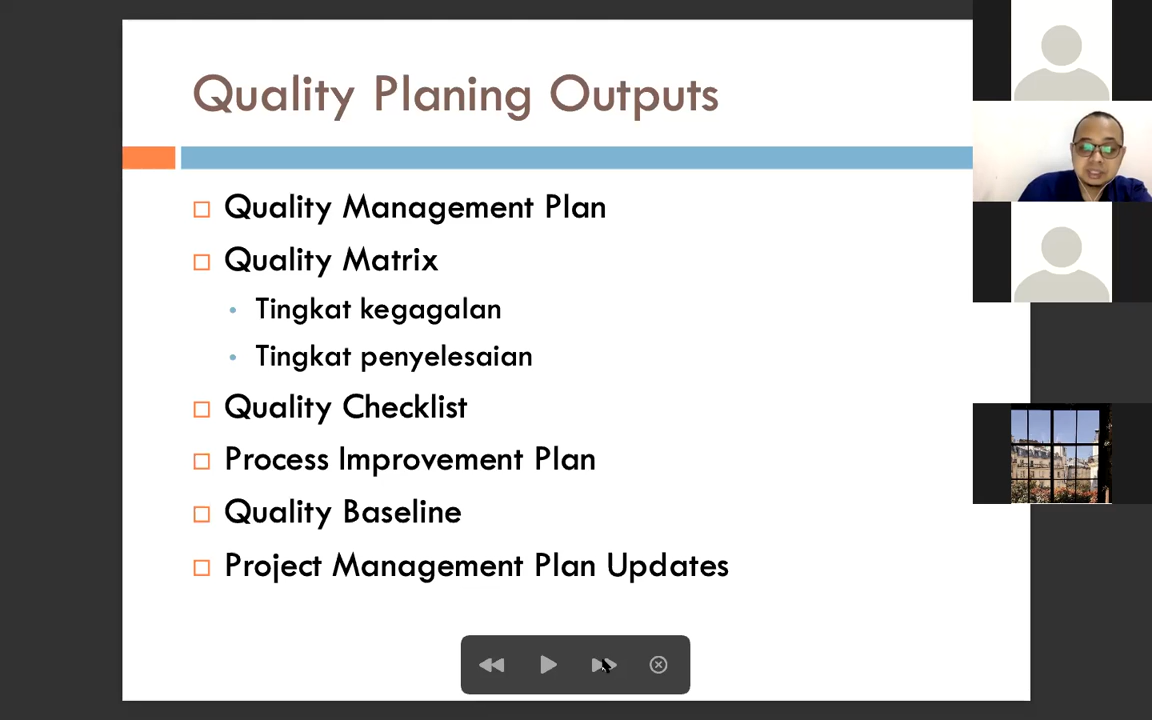 Quality Planing Outputs
Quality Management Plan
Quality Matrix
Tingkat kegagalan
Tingkat penyelesaian
Quality Checklist
Process Improvement Plan
Quality Baseline
Project Management Plan Updates